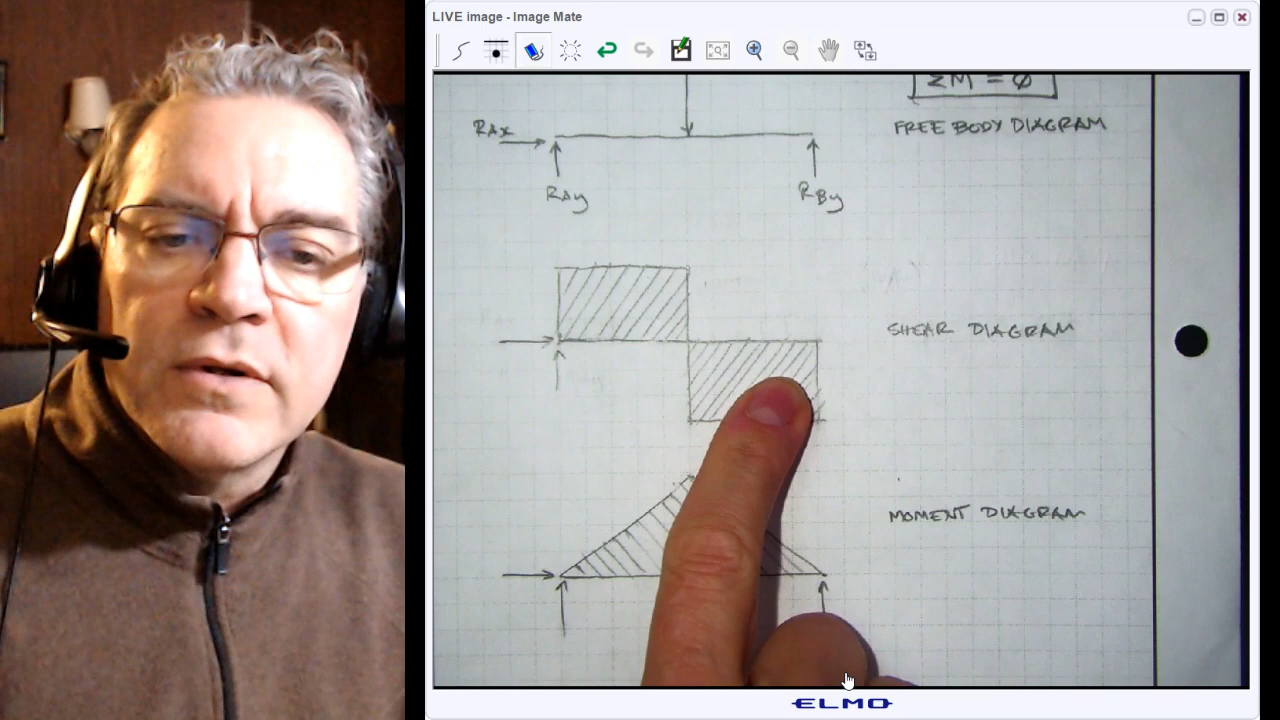 LIVE image - Image Mate
ΣM = Ø
RAx
FREE BODY DIAGRAM
RAy
RBy
SHEAR DIAGRAM
MOMENT DIAGRAM
ELMO